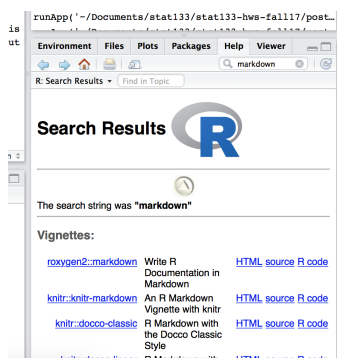 runApp('~/Documents/stat133/stat133-hws-fall17/post…
is
ut
Environment Files Plots Packages Help Viewer
markdown
R: Search Results Find in Topic
Search Results R
The search string was "markdown"
Vignettes:
roxygen2::markdown Write R HTML source R code
Documentation in
Markdown
knitr::knitr-markdown An R Markdown HTML source R code
Vignette with knitr
knitr::docco-classic R Markdown with HTML source R code
the Docco Classic
Style